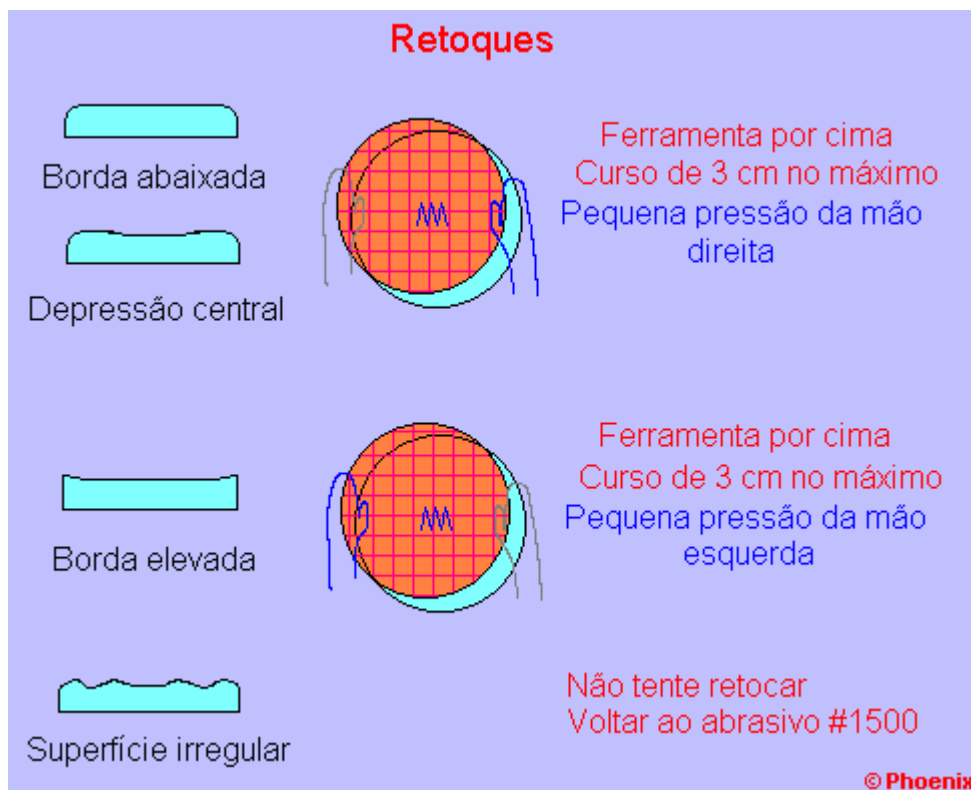 Retoques
Borda abaixada
Depressão central
Ferramenta por cima
Curso de 3 cm no máximo
Pequena pressão da mão
direita
Borda elevada
Ferramenta por cima
Curso de 3 cm no máximo
Pequena pressão da mão
esquerda
Superfície irregular
Não tente retocar
Voltar ao abrasivo #1500
© Phoenix